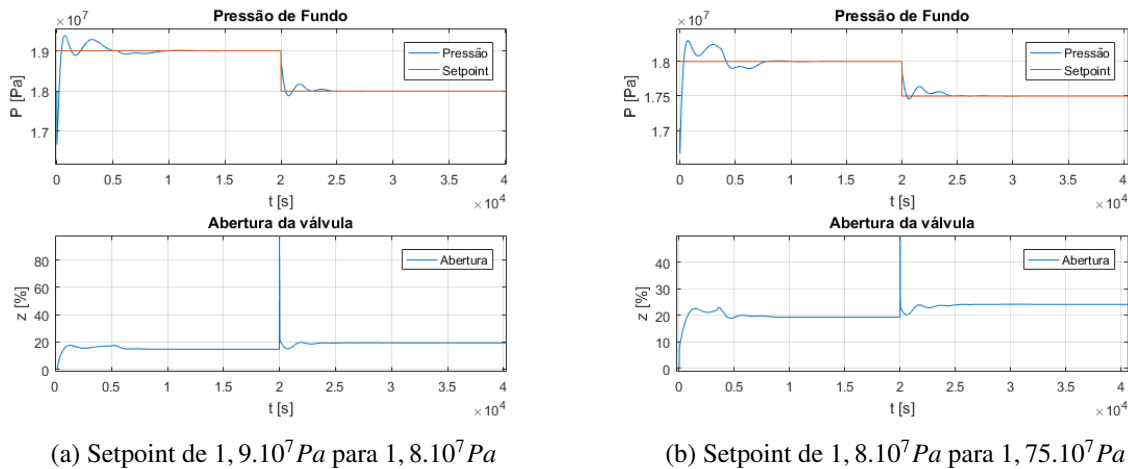 Pressão de Fundo
×10⁷
1.9
1.8
1.7
P [Pa]
Pressão
Setpoint
0 0.5 1 1.5 2 2.5 3 3.5 4
t [s]
×10⁴
Abertura da válvula
80
60
40
20
0
z [%]
Abertura
0 0.5 1 1.5 2 2.5 3 3.5 4
t [s]
×10⁴
(a) Setpoint de 1, 9.10⁷Pa para 1, 8.10⁷Pa
Pressão de Fundo
×10⁷
1.8
1.75
1.7
P [Pa]
Pressão
Setpoint
0 0.5 1 1.5 2 2.5 3 3.5 4
t [s]
×10⁴
Abertura da válvula
50
40
30
20
10
0
z [%]
Abertura
0 0.5 1 1.5 2 2.5 3 3.5 4
t [s]
×10⁴
(b) Setpoint de 1, 8.10⁷Pa para 1, 75.10⁷Pa